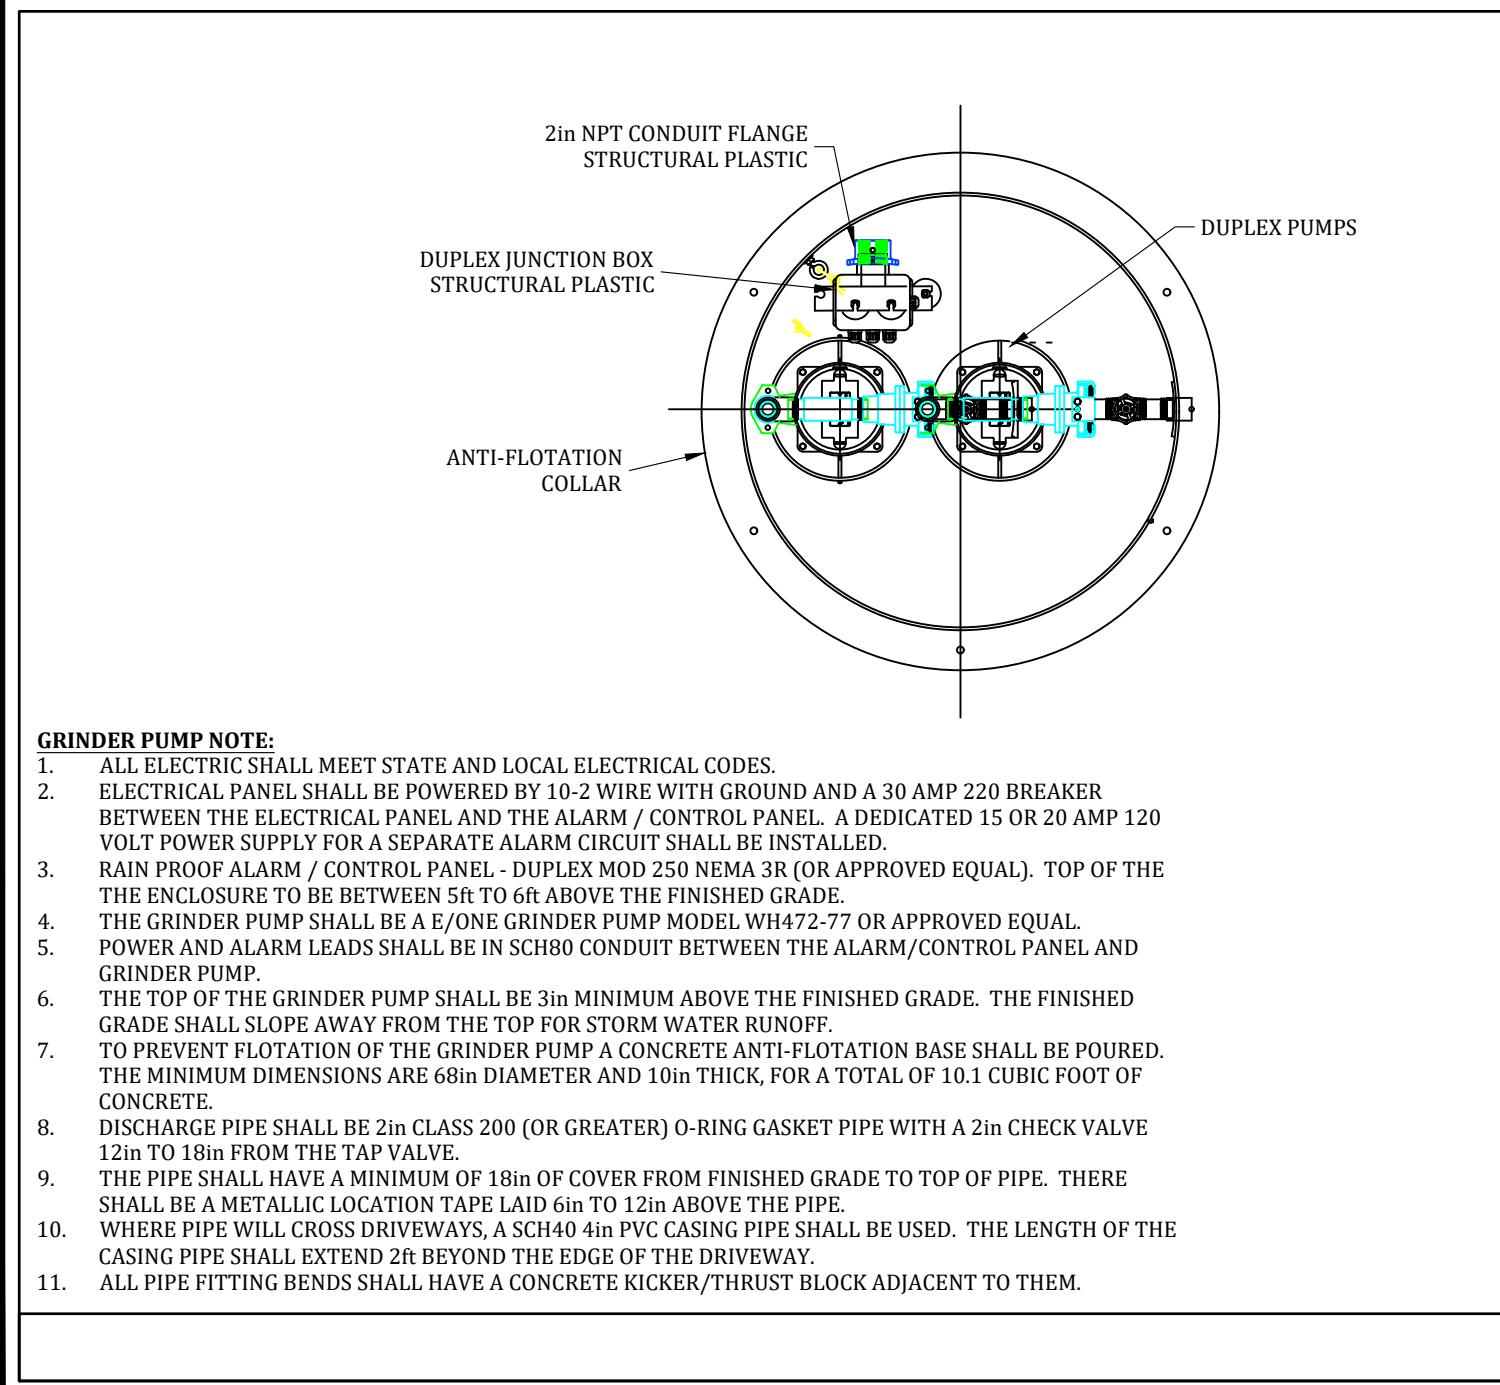 2in NPT CONDUIT FLANGE
STRUCTURAL PLASTIC
DUPLEX PUMPS
DUPLEX JUNCTION BOX
STRUCTURAL PLASTIC
ANTI-FLOTATION
COLLAR
GRINDER PUMP NOTE:
1. ALL ELECTRIC SHALL MEET STATE AND LOCAL ELECTRICAL CODES.
2. ELECTRICAL PANEL SHALL BE POWERED BY 10-2 WIRE WITH GROUND AND A 30 AMP 220 BREAKER
BETWEEN THE ELECTRICAL PANEL AND THE ALARM / CONTROL PANEL. A DEDICATED 15 OR 20 AMP 120
VOLT POWER SUPPLY FOR A SEPARATE ALARM CIRCUIT SHALL BE INSTALLED.
3. RAIN PROOF ALARM / CONTROL PANEL - DUPLEX MOD 250 NEMA 3R (OR APPROVED EQUAL). TOP OF THE
THE ENCLOSURE TO BE BETWEEN 5ft TO 6ft ABOVE THE FINISHED GRADE.
4. THE GRINDER PUMP SHALL BE A E/ONE GRINDER PUMP MODEL WH472-77 OR APPROVED EQUAL.
5. POWER AND ALARM LEADS SHALL BE IN SCH80 CONDUIT BETWEEN THE ALARM/CONTROL PANEL AND
GRINDER PUMP.
6. THE TOP OF THE GRINDER PUMP SHALL BE 3in MINIMUM ABOVE THE FINISHED GRADE. THE FINISHED
GRADE SHALL SLOPE AWAY FROM THE TOP FOR STORM WATER RUNOFF.
7. TO PREVENT FLOTATION OF THE GRINDER PUMP A CONCRETE ANTI-FLOTATION BASE SHALL BE POURED.
THE MINIMUM DIMENSIONS ARE 68in DIAMETER AND 10in THICK, FOR A TOTAL OF 10.1 CUBIC FOOT OF
CONCRETE.
8. DISCHARGE PIPE SHALL BE 2in CLASS 200 (OR GREATER) O-RING GASKET PIPE WITH A 2in CHECK VALVE
12in TO 18in FROM THE TAP VALVE.
9. THE PIPE SHALL HAVE A MINIMUM OF 18in OF COVER FROM FINISHED GRADE TO TOP OF PIPE. THERE
SHALL BE A METALLIC LOCATION TAPE LAID 6in TO 12in ABOVE THE PIPE.
10. WHERE PIPE WILL CROSS DRIVEWAYS, A SCH40 4in PVC CASING PIPE SHALL BE USED. THE LENGTH OF THE
CASING PIPE SHALL EXTEND 2ft BEYOND THE EDGE OF THE DRIVEWAY.
11. ALL PIPE FITTING BENDS SHALL HAVE A CONCRETE KICKER/THRUST BLOCK ADJACENT TO THEM.